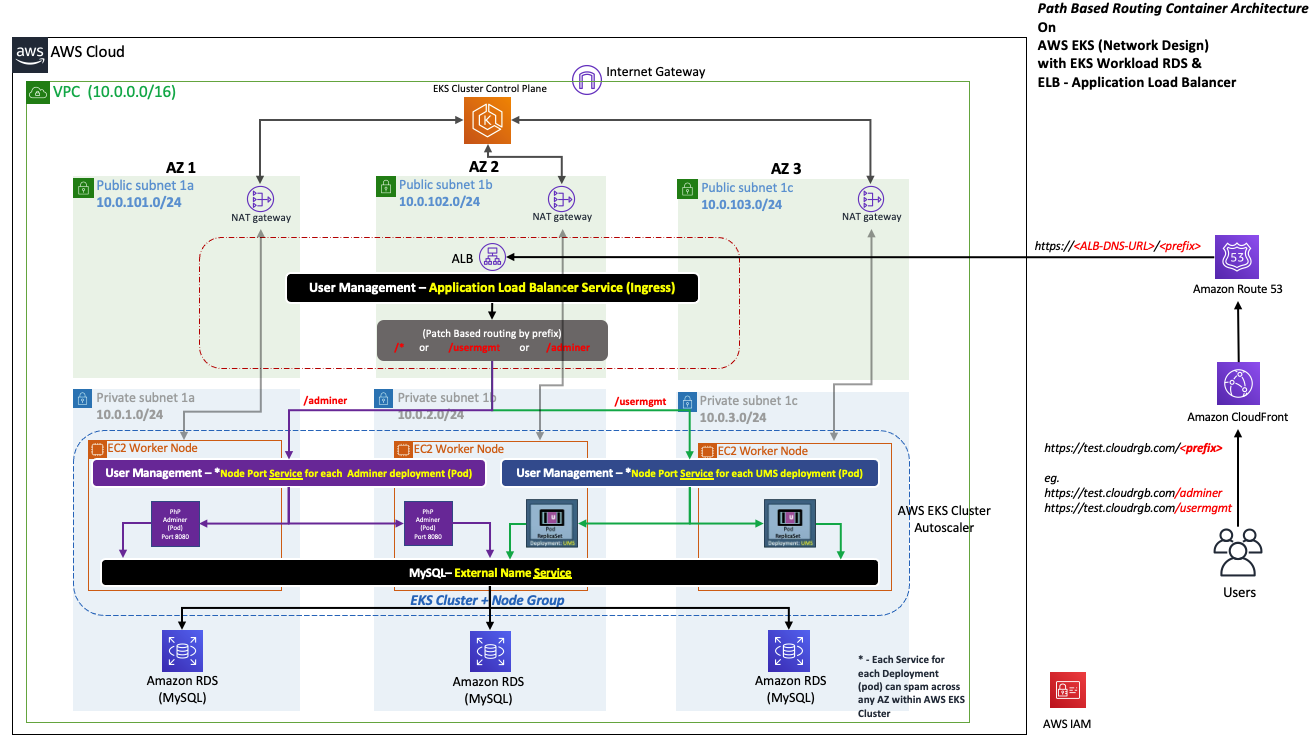 Path Based Routing Container Architecture
On
AWS EKS (Network Design)
with EKS Workload RDS &
ELB - Application Load Balancer
aws
AWS Cloud
Internet Gateway
VPC (10.0.0.0/16)
EKS Cluster Control Plane
K
AZ 1
AZ 2
AZ 3
Public subnet 1a
10.0.101.0/24
NAT gateway
Public subnet 1b
10.0.102.0/24
NAT gateway
Public subnet 1c
10.0.103.0/24
NAT gateway
https://<ALB-DNS-URL>/<prefix>
53
Amazon Route 53
ALB
User Management – Application Load Balancer Service (Ingress)
(Patch Based routing by prefix)
/* or /usermgmt or /adminer
Private subnet 1a
10.0.1.0/24
/adminer
Private subnet 1b
10.0.2.0/24
/usermgmt
Private subnet 1c
10.0.3.0/24
Amazon CloudFront
https://test.cloudrgb.com/<prefix>
eg.
https://test.cloudrgb.com/adminer
https://test.cloudrgb.com/usermgmt
Users
EC2 Worker Node
EC2 Worker Node
EC2 Worker Node
User Management – *Node Port Service for each Adminer deployment (Pod)
User Management – *Node Port Service for each UMS deployment (Pod)
PhP
Adminer
(Pod)
Port 8080
PhP
Adminer
(Pod)
Port 8080
Pod
ReplicaSet
Deployment: UMS
Pod
ReplicaSet
Deployment: UMS
AWS EKS Cluster
Autoscaler
MySQL– External Name Service
EKS Cluster + Node Group
Amazon RDS
(MySQL)
Amazon RDS
(MySQL)
Amazon RDS
(MySQL)
* - Each Service for
each Deployment
(pod) can spam across
any AZ within AWS EKS
Cluster
AWS IAM